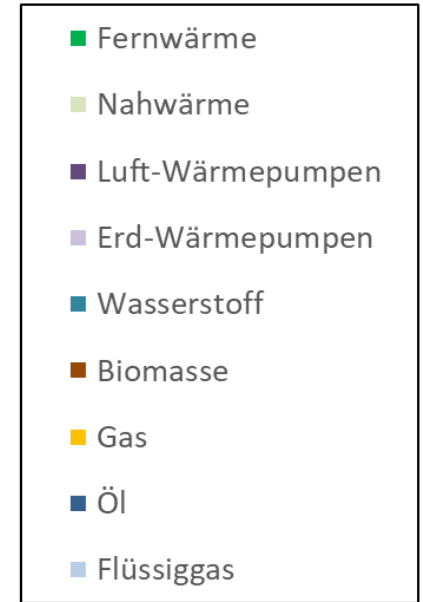 Fernwärme
Nahwärme
Luft-Wärmepumpen
Erd-Wärmepumpen
Wasserstoff
Biomasse
Gas
Öl
Flüssiggas